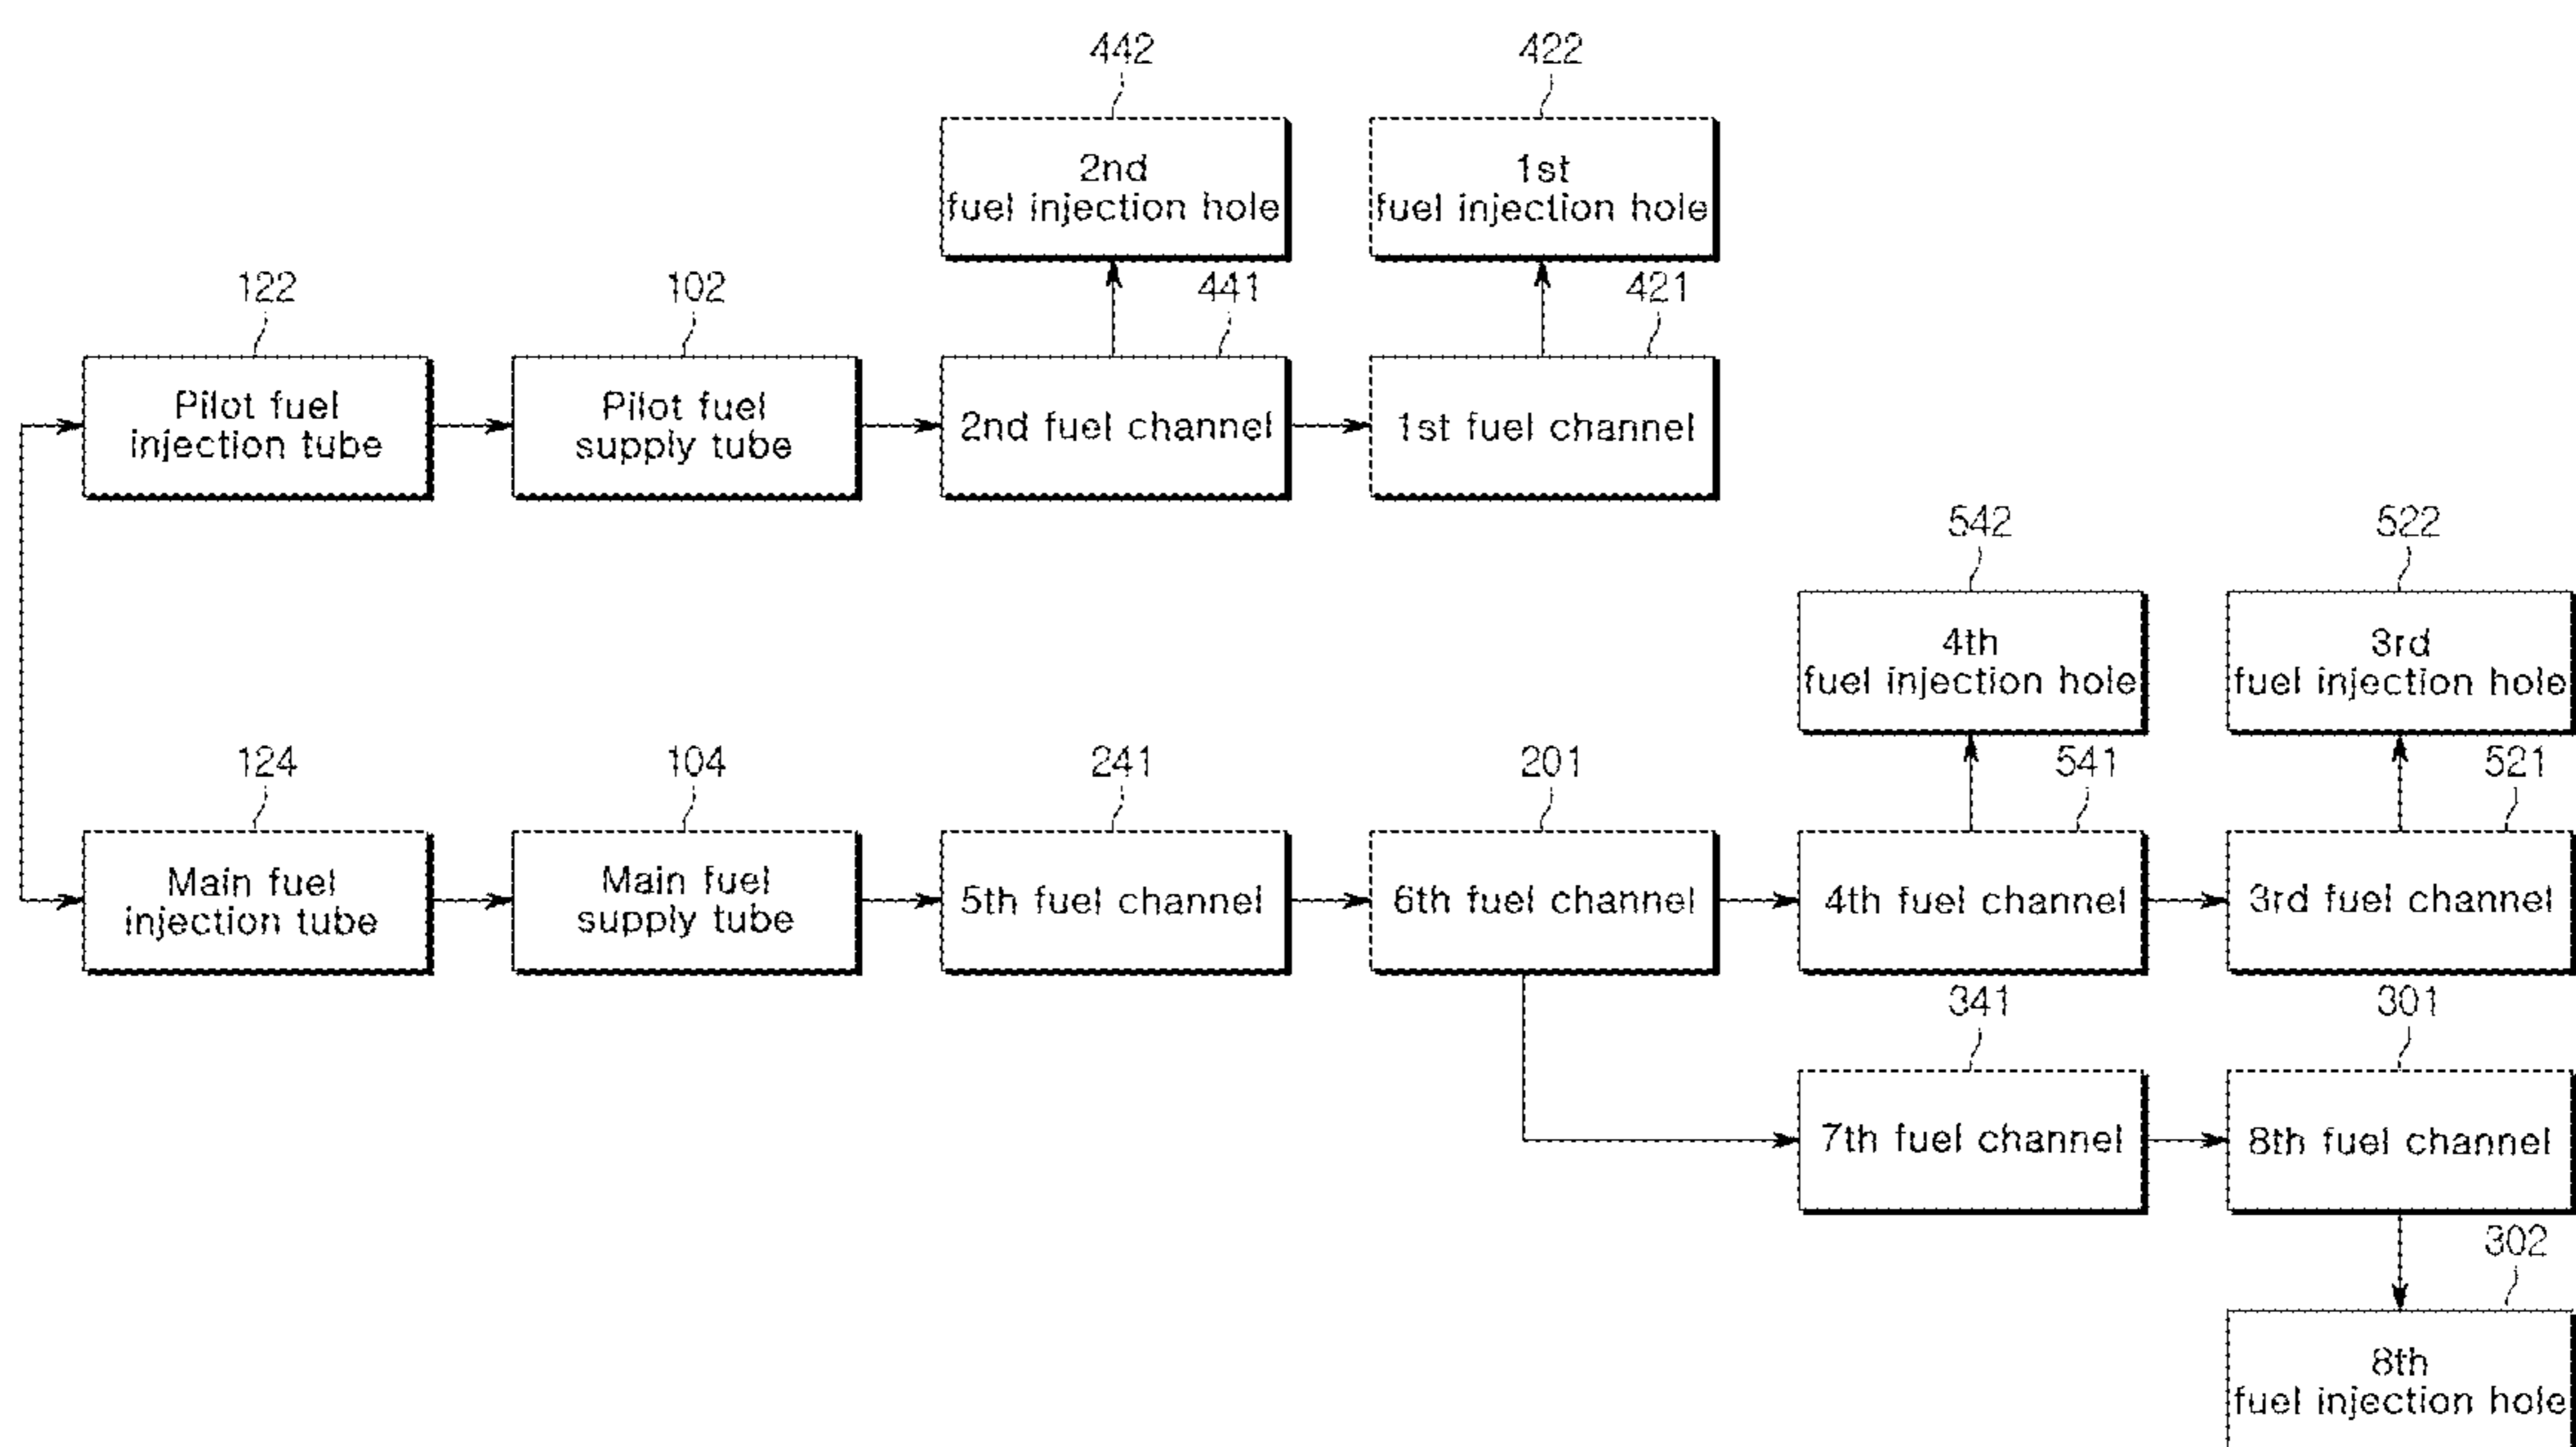 442
422
2nd
fuel injection hole
1st
fuel injection hole
122
102
441
421
Pilot fuel
injection tube
Pilot fuel
supply tube
2nd fuel channel
1st fuel channel
542
522
4th
fuel injection hole
3rd
fuel injection hole
124
104
241
201
541
521
Main fuel
injection tube
Main fuel
supply tube
5th fuel channel
6th fuel channel
4th fuel channel
3rd fuel channel
341
301
7th fuel channel
8th fuel channel
302
8th
fuel injection hole